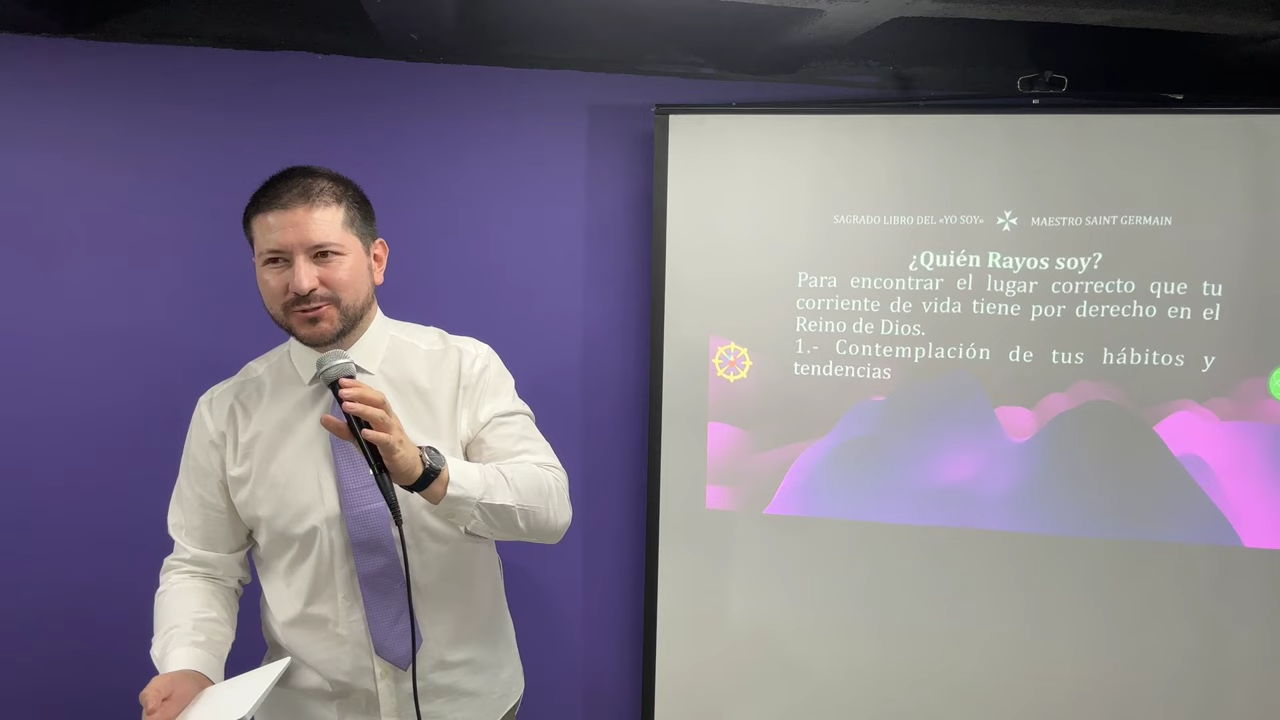 SAGRADO LIBRO DEL «YO SOY» MAESTRO SAINT GERMAIN
¿Quién Rayos soy?
Para encontrar el lugar correcto que tu
corriente de vida tiene por derecho en el
Reino de Dios.
1.- Contemplación de tus hábitos y
tendencias